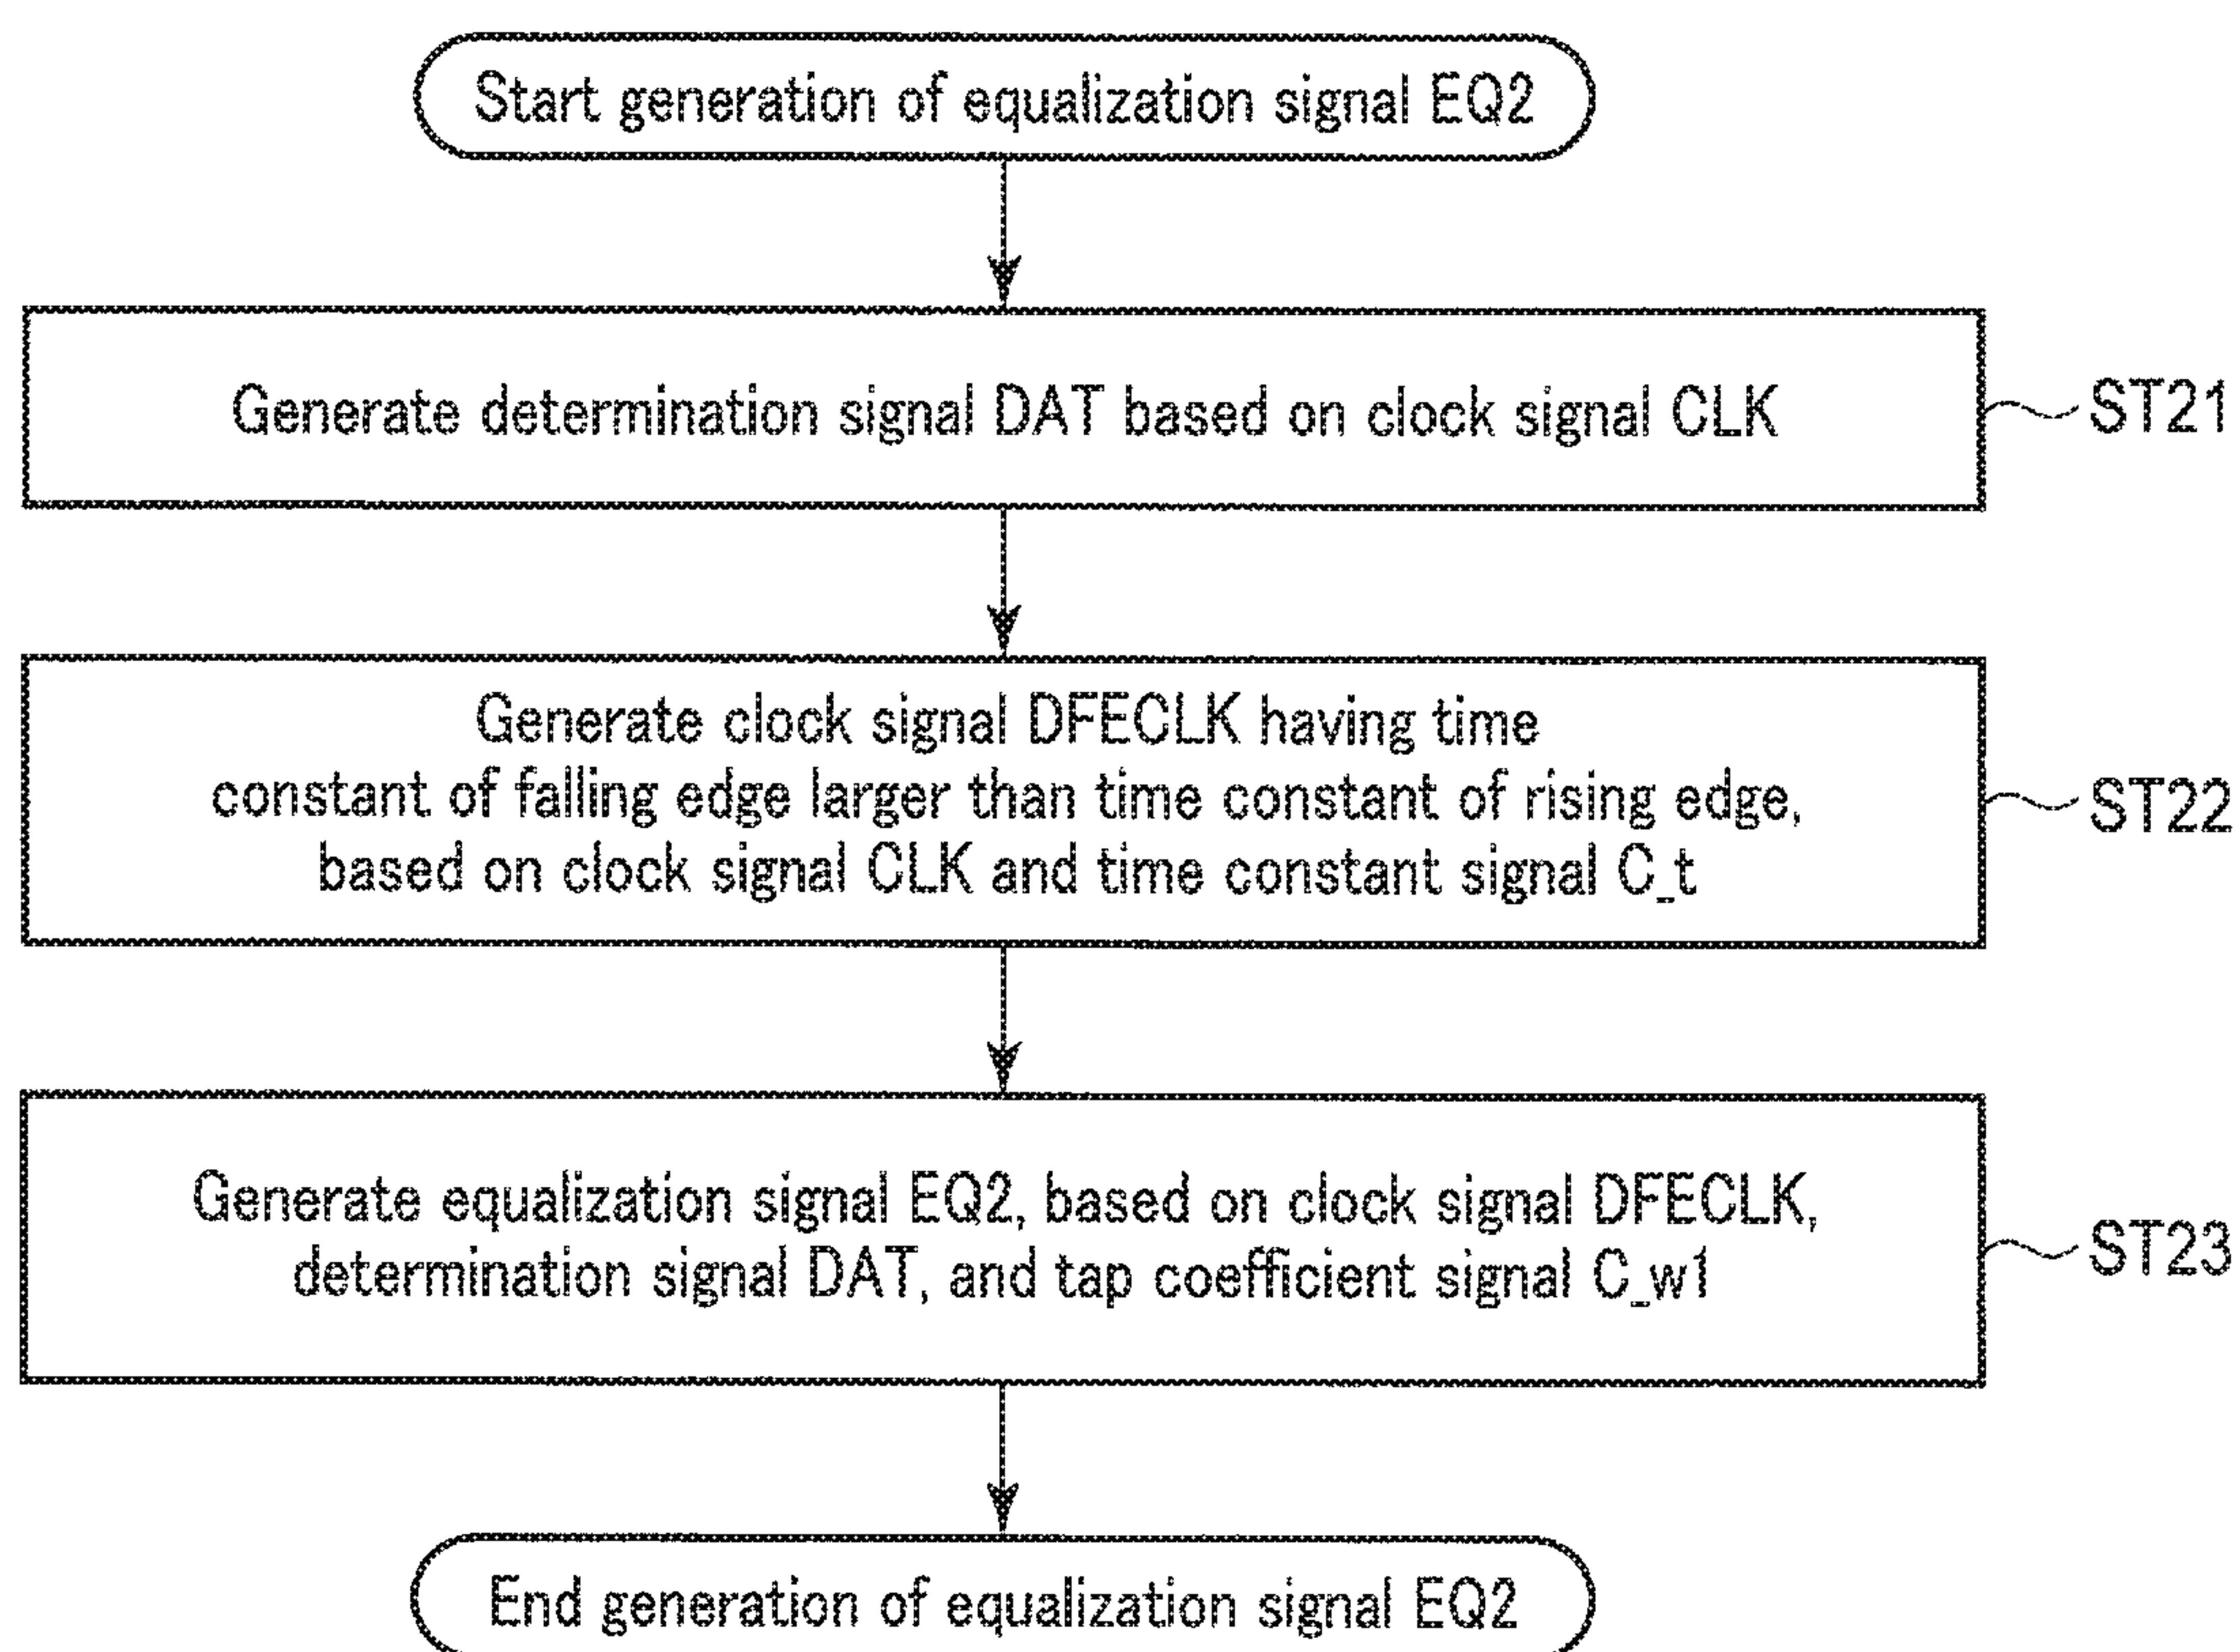 Start generation of equalization signal EQ2
Generate determination signal DAT based on clock signal CLK
ST21
Generate clock signal DFECLK having time
constant of falling edge larger than time constant of rising edge,
based on clock signal CLK and time constant signal C_t
ST22
Generate equalization signal EQ2, based on clock signal DFECLK,
determination signal DAT, and tap coefficient signal C_w1
ST23
End generation of equalization signal EQ2